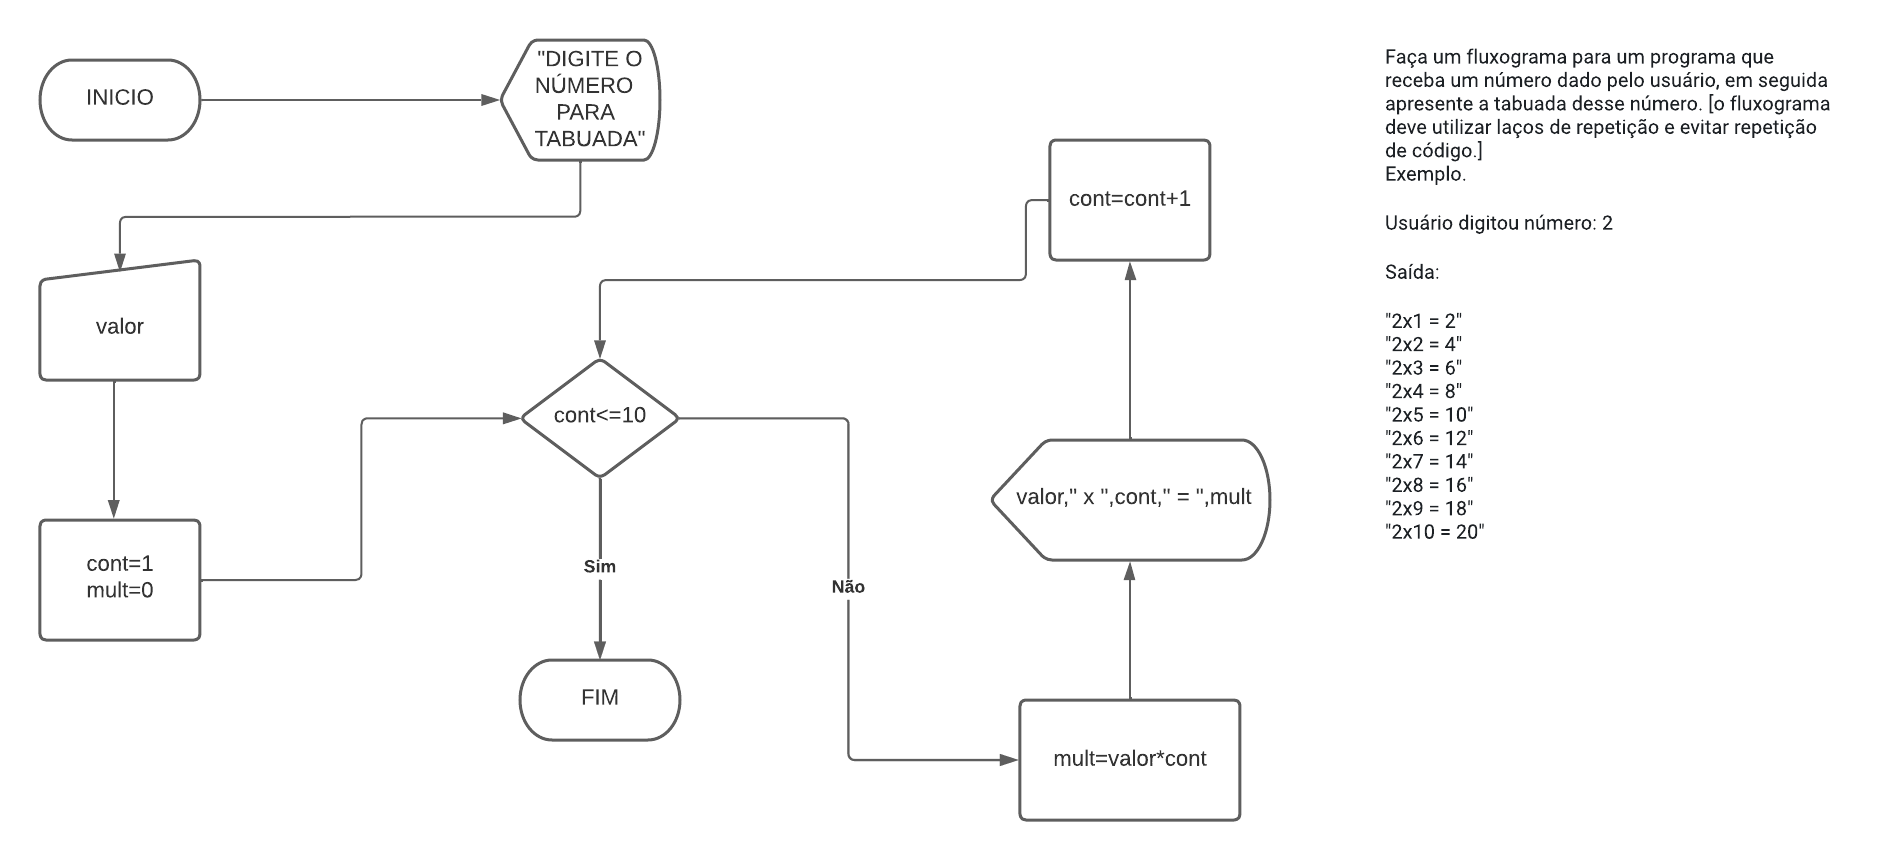 INICIO
"DIGITE O
NÚMERO
PARA
TABUADA"
valor
cont=1
mult=0
cont<=10
Sim
FIM
Não
mult=valor*cont
valor," x ",cont," = ",mult
cont=cont+1
Faça um fluxograma para um programa que
receba um número dado pelo usuário, em seguida
apresente a tabuada desse número. [o fluxograma
deve utilizar laços de repetição e evitar repetição
de código.]
Exemplo.
Usuário digitou número: 2
Saída:
"2x1 = 2"
"2x2 = 4"
"2x3 = 6"
"2x4 = 8"
"2x5 = 10"
"2x6 = 12"
"2x7 = 14"
"2x8 = 16"
"2x9 = 18"
"2x10 = 20"